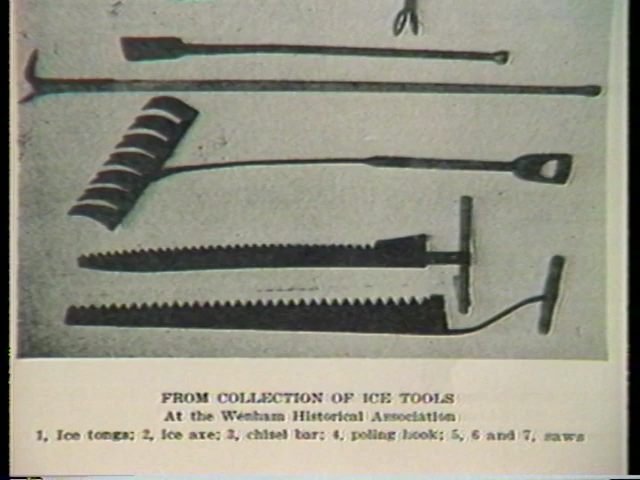 FROM COLLECTION OF ICE TOOLS
At the Wenham Historical Association
1, Ice tongs; 2, ice axe; 3, chisel bar; 4, poling hook; 5, 6 and 7, saws